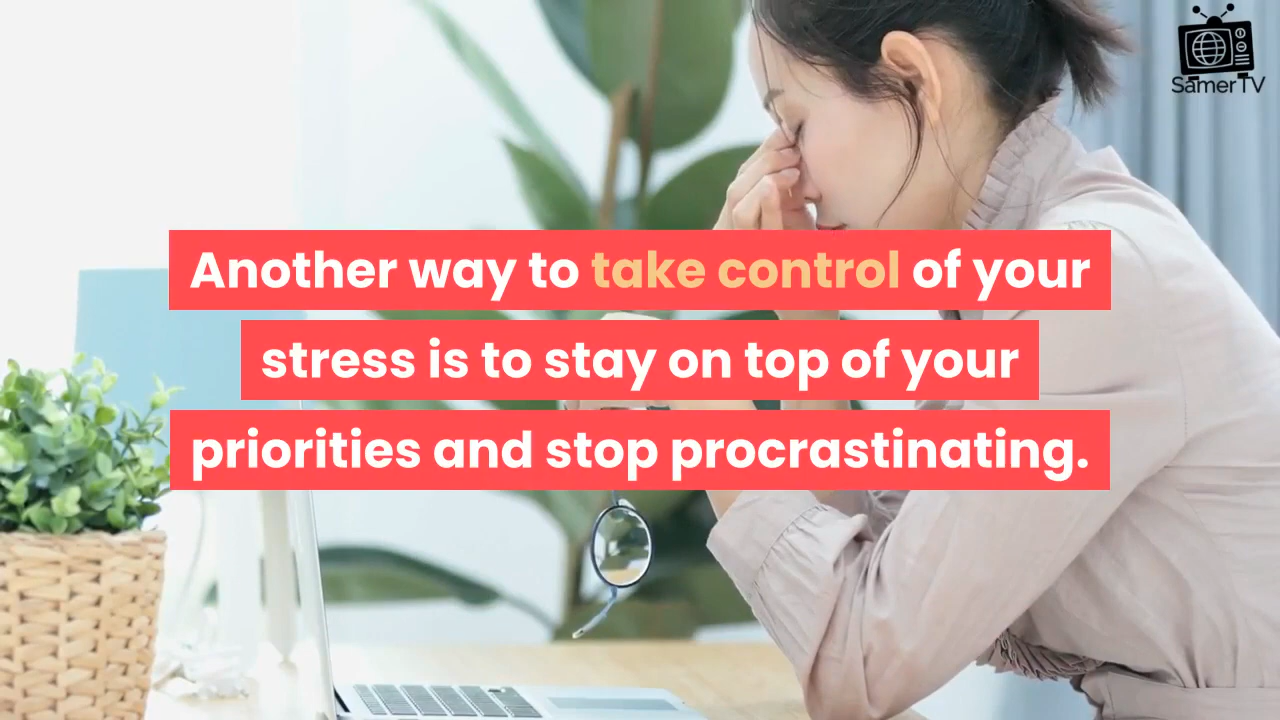 SamerTV
Another way to take control of your
stress is to stay on top of your
priorities and stop procrastinating.